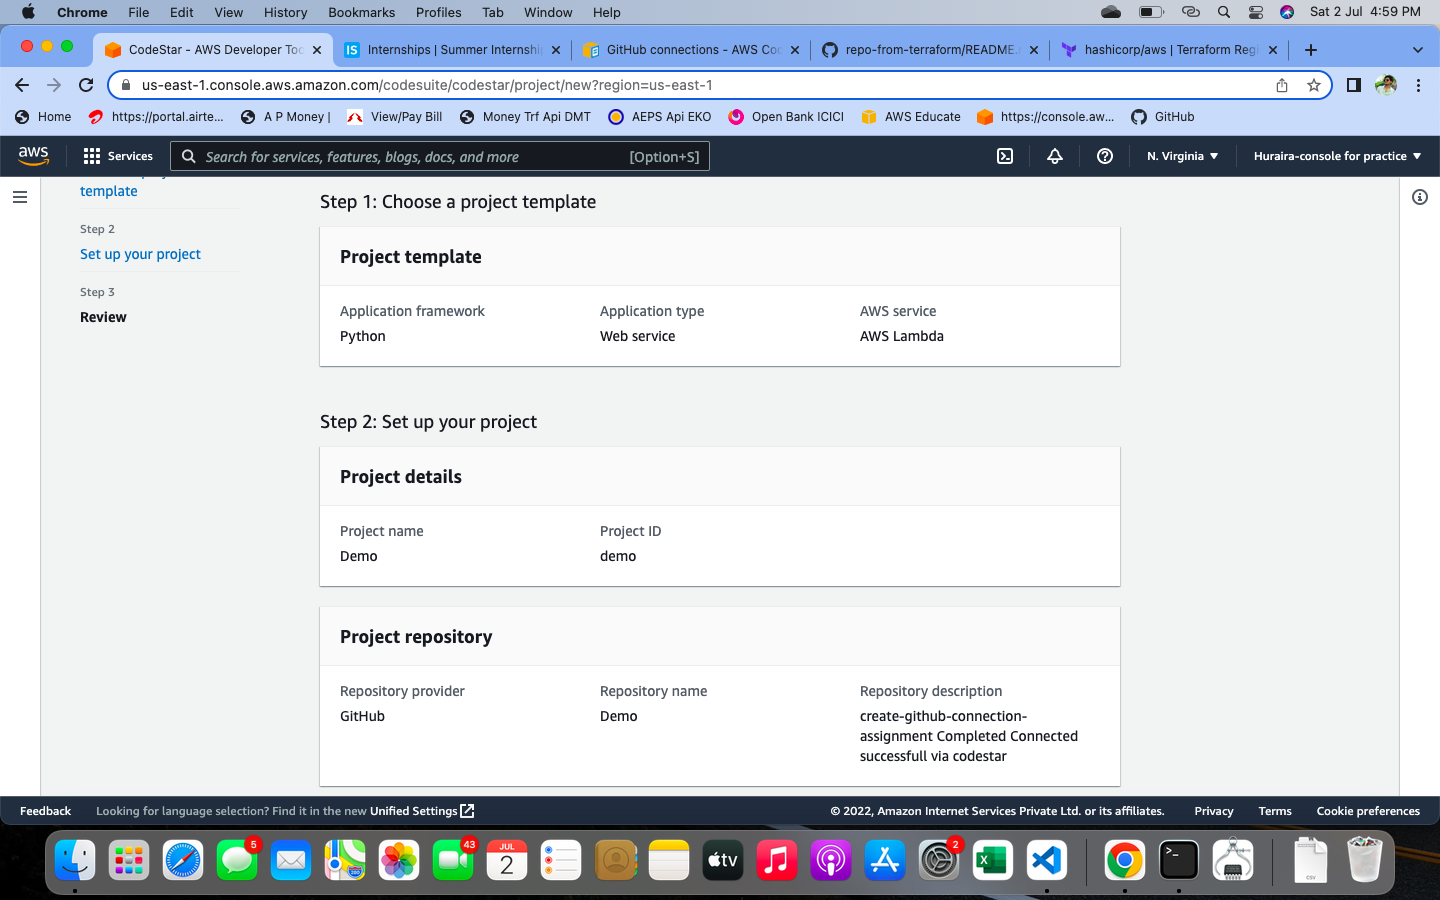 Chrome File Edit View History Bookmarks Profiles Tab Window Help Sat 2 Jul 4:59 PM
CodeStar - AWS Developer Too Internships | Summer Internship GitHub connections - AWS Co repo-from-terraform/README. hashicorp/aws | Terraform Reg
us-east-1.console.aws.amazon.com/codesuite/codestar/project/new?region=us-east-1
Home https://portal.airte... A P Money | View/Pay Bill Money Trf Api DMT AEPS Api EKO Open Bank ICICI AWS Educate https://console.aw... GitHub
aws Services Search for services, features, blogs, docs, and more [Option+S] N. Virginia Huraira-console for practice
template
Step 2
Set up your project
Step 3
Review
Step 1: Choose a project template
Project template
Application framework Application type AWS service
Python Web service AWS Lambda
Step 2: Set up your project
Project details
Project name Project ID
Demo demo
Project repository
Repository provider Repository name Repository description
GitHub Demo create-github-connection-
assignment Completed Connected
successfull via codestar
Feedback Looking for language selection? Find it in the new Unified Settings © 2022, Amazon Internet Services Private Ltd. or its affiliates. Privacy Terms Cookie preferences
5 43 JUL 2 tv 2 X >_ CSV